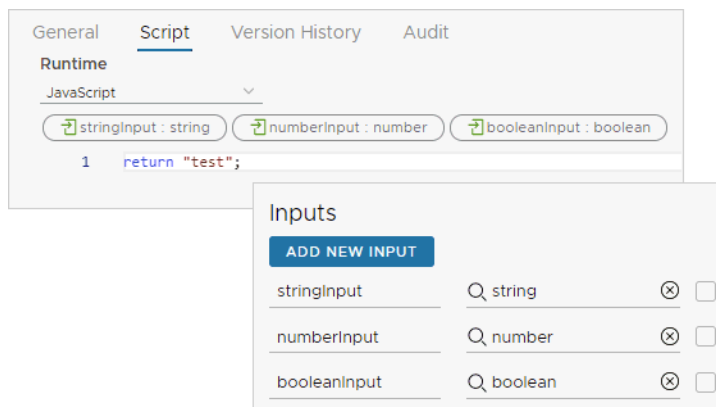 General Script Version History Audit
Runtime
JavaScript
stringInput : string numberInput : number booleanInput : boolean
1 return "test";
Inputs
ADD NEW INPUT
stringInput string
numberInput number
booleanInput boolean